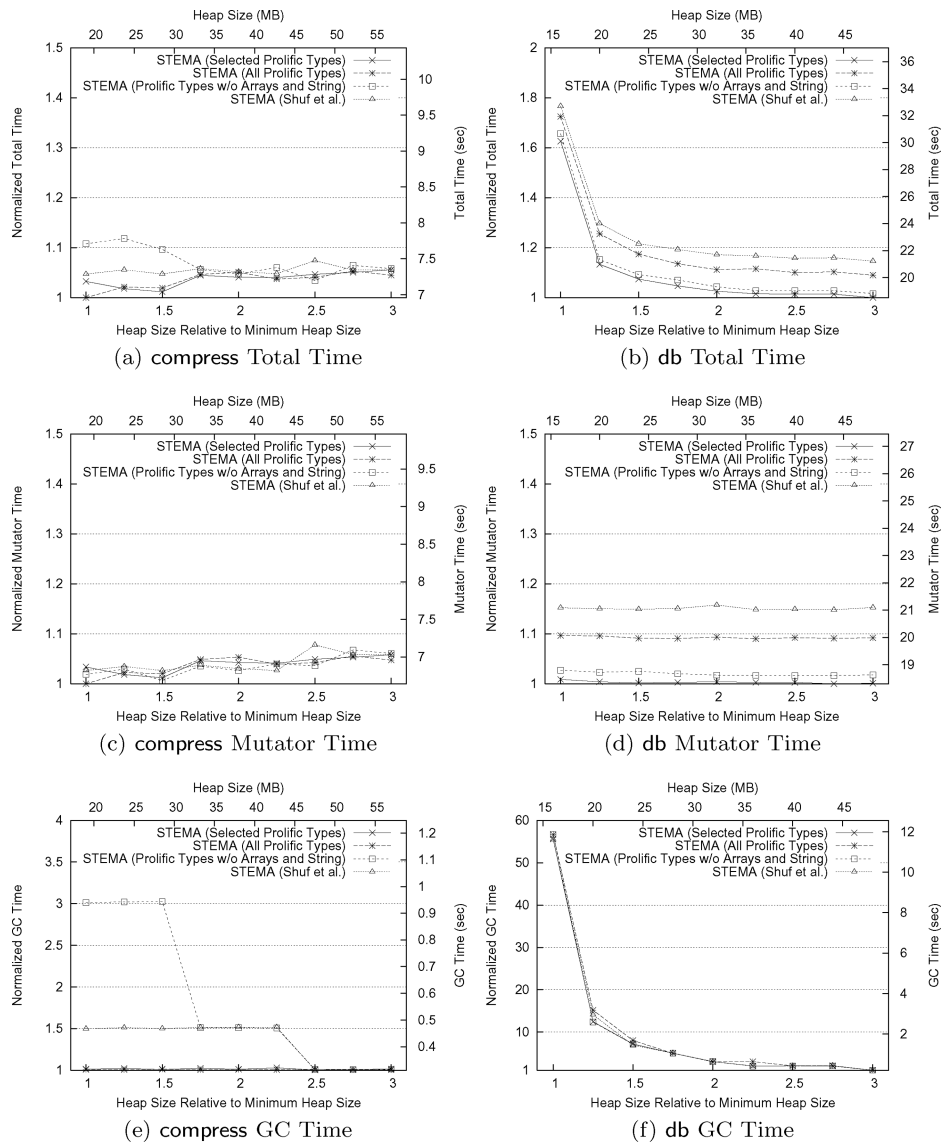 Heap Size (MB)
20 25 30 35 40 45 50 55
STEMA (Selected Prolific Types)
STEMA (All Prolific Types)
STEMA (Prolific Types w/o Arrays and String)
STEMA (Shuf et al.)
Normalized Total Time
1.5
1.4
1.3
1.2
1.1
1
Total Time (sec)
10
9.5
9
8.5
8
7.5
7
1 1.5 2 2.5 3
Heap Size Relative to Minimum Heap Size
(a) compress Total Time
Heap Size (MB)
16 20 24 28 32 36 40 44
STEMA (Selected Prolific Types)
STEMA (All Prolific Types)
STEMA (Prolific Types w/o Arrays and String)
STEMA (Shuf et al.)
Normalized Total Time
2
1.8
1.6
1.4
1.2
1
Total Time (sec)
36
34
32
30
28
26
24
22
20
1 1.5 2 2.5 3
Heap Size Relative to Minimum Heap Size
(b) db Total Time
Heap Size (MB)
20 25 30 35 40 45 50 55
STEMA (Selected Prolific Types)
STEMA (All Prolific Types)
STEMA (Prolific Types w/o Arrays and String)
STEMA (Shuf et al.)
Normalized Mutator Time
1.5
1.4
1.3
1.2
1.1
1
Mutator Time (sec)
9.5
9
8.5
8
7.5
7
1 1.5 2 2.5 3
Heap Size Relative to Minimum Heap Size
(c) compress Mutator Time
Heap Size (MB)
16 20 24 28 32 36 40 44
STEMA (Selected Prolific Types)
STEMA (All Prolific Types)
STEMA (Prolific Types w/o Arrays and String)
STEMA (Shuf et al.)
Normalized Mutator Time
1.5
1.4
1.3
1.2
1.1
1
Mutator Time (sec)
27
26
25
24
23
22
21
20
19
1 1.5 2 2.5 3
Heap Size Relative to Minimum Heap Size
(d) db Mutator Time
Heap Size (MB)
20 25 30 35 40 45 50 55
STEMA (Selected Prolific Types)
STEMA (All Prolific Types)
STEMA (Prolific Types w/o Arrays and String)
STEMA (Shuf et al.)
Normalized GC Time
4
3.5
3
2.5
2
1.5
1
GC Time (sec)
1.2
1.1
1
0.9
0.8
0.7
0.6
0.5
0.4
1 1.5 2 2.5 3
Heap Size Relative to Minimum Heap Size
(e) compress GC Time
Heap Size (MB)
16 20 24 28 32 36 40 44
STEMA (Selected Prolific Types)
STEMA (All Prolific Types)
STEMA (Prolific Types w/o Arrays and String)
STEMA (Shuf et al.)
Normalized GC Time
60
50
40
30
20
10
1
GC Time (sec)
12
10
8
6
4
2
1 1.5 2 2.5 3
Heap Size Relative to Minimum Heap Size
(f) db GC Time